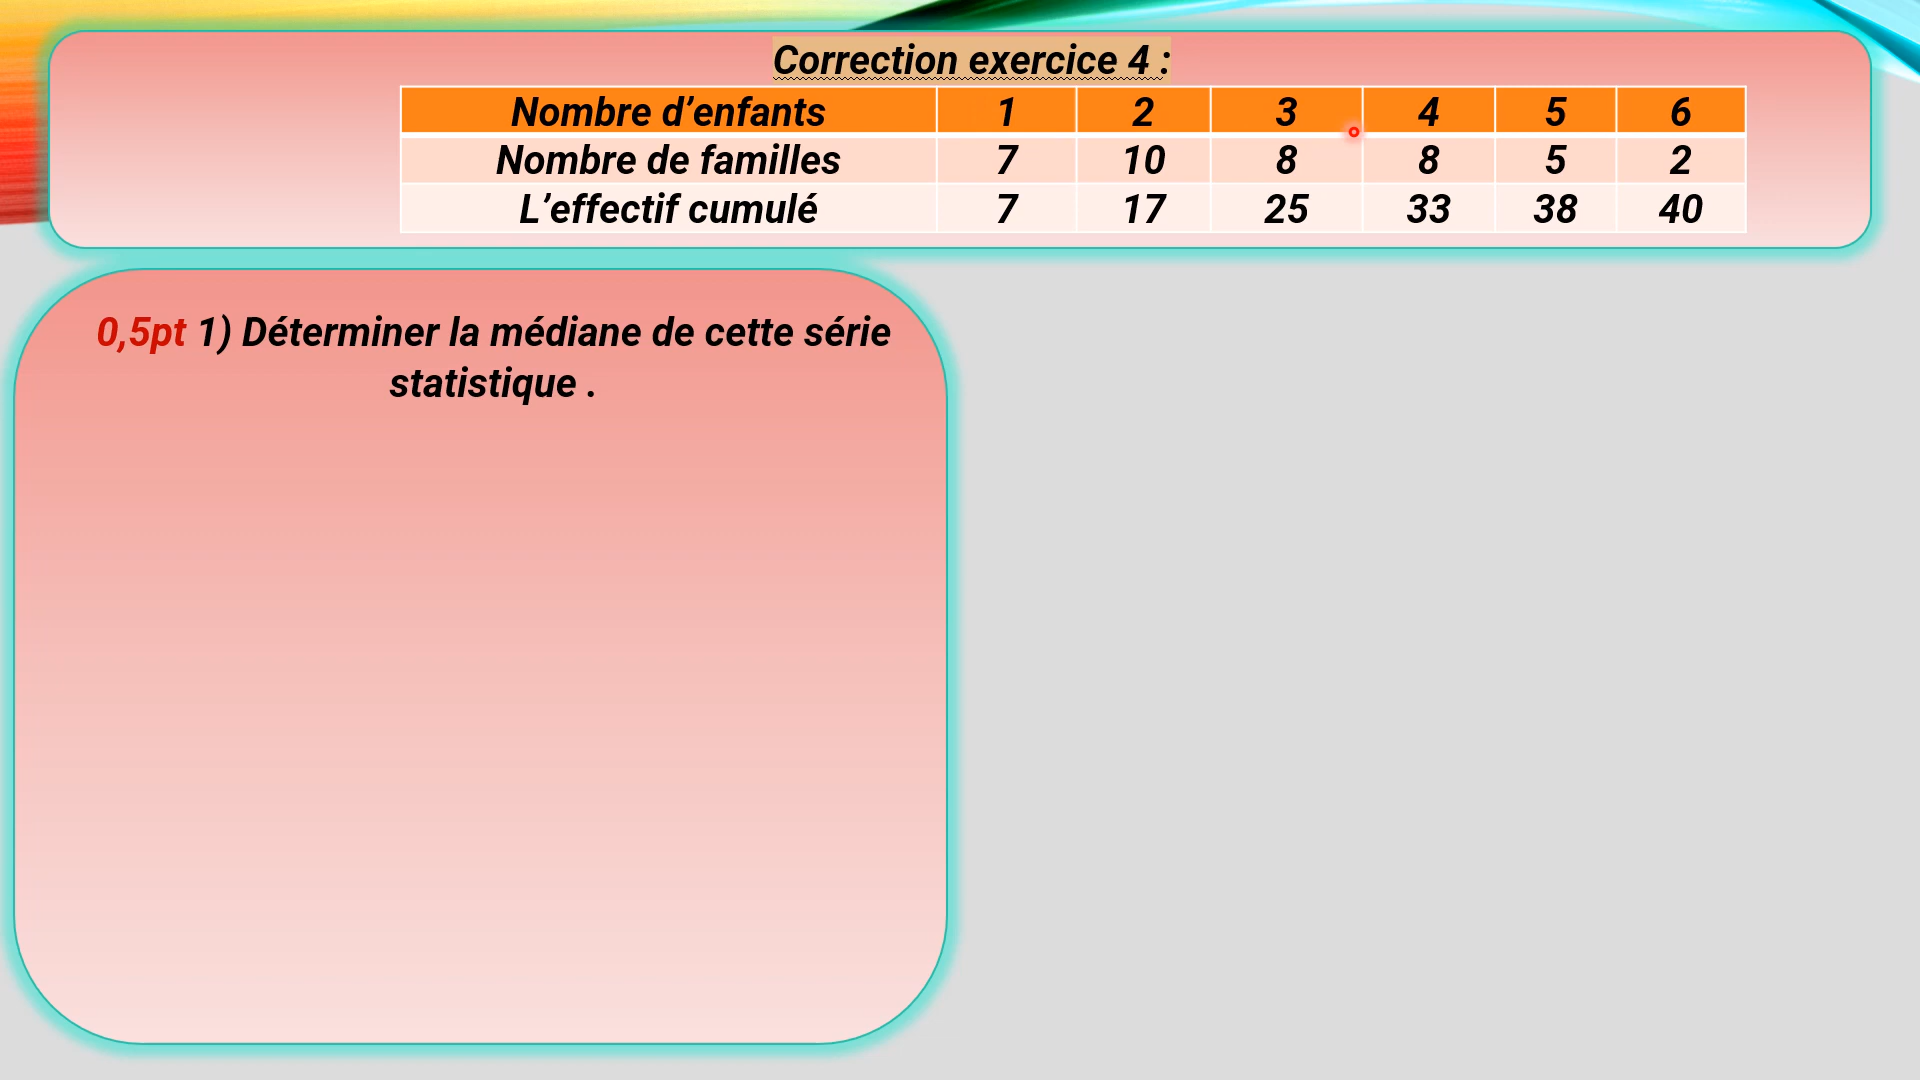 Correction exercice 4 :
Nombre d’enfants 1 2 3 4 5 6
Nombre de familles 7 10 8 8 5 2
L’effectif cumulé 7 17 25 33 38 40
0,5pt 1) Déterminer la médiane de cette série
statistique .